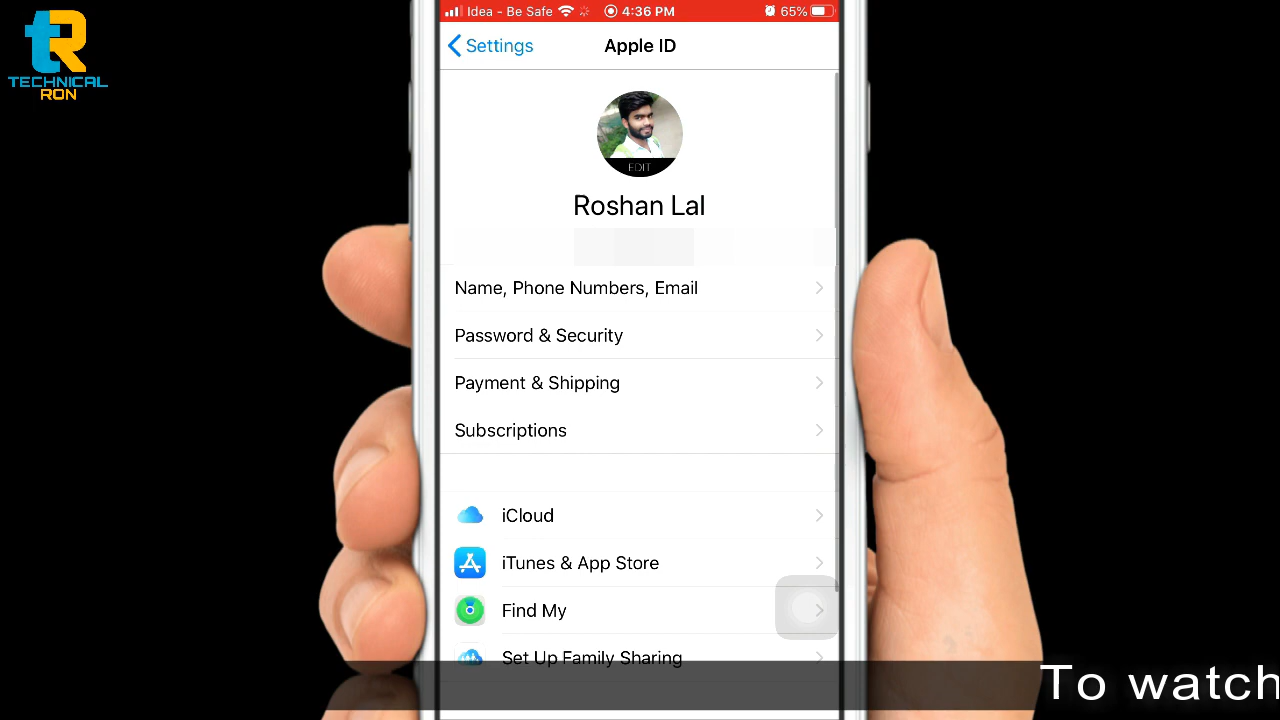 TECHNICAL
RON
Idea - Be Safe 4:36 PM 65%
Settings Apple ID
EDIT
Roshan Lal
Name, Phone Numbers, Email
Password & Security
Payment & Shipping
Subscriptions
iCloud
iTunes & App Store
Find My
Set Up Family Sharing
To watch